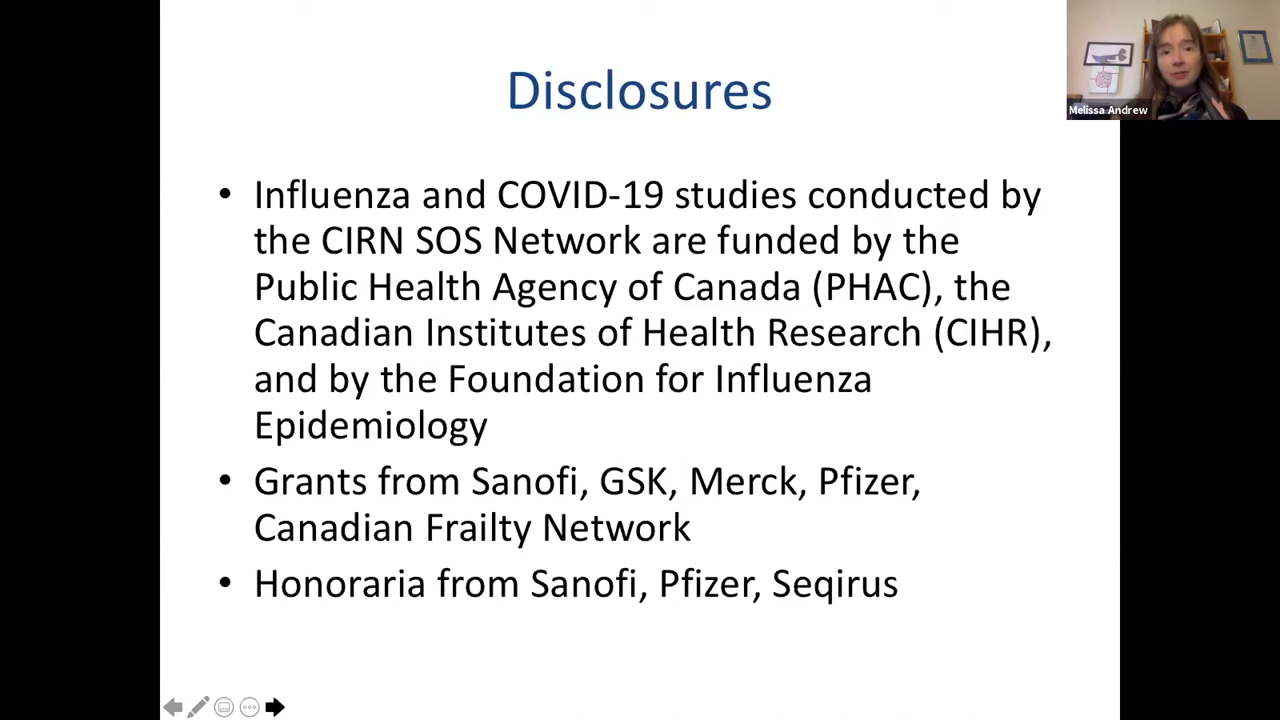 Disclosures
Melissa Andrew
• Influenza and COVID-19 studies conducted by
the CIRN SOS Network are funded by the
Public Health Agency of Canada (PHAC), the
Canadian Institutes of Health Research (CIHR),
and by the Foundation for Influenza
Epidemiology
• Grants from Sanofi, GSK, Merck, Pfizer,
Canadian Frailty Network
• Honoraria from Sanofi, Pfizer, Seqirus